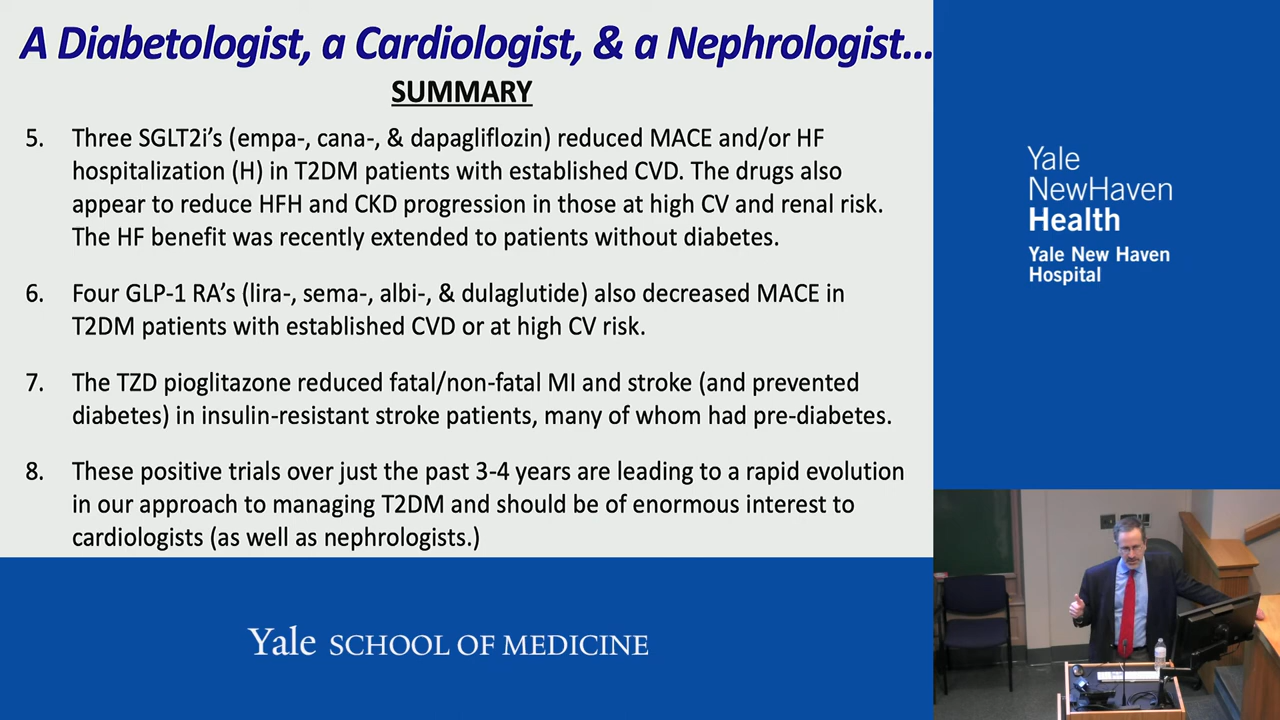 A Diabetologist, a Cardiologist, & a Nephrologist...
SUMMARY
5. Three SGLT2i's (empa-, cana-, & dapagliflozin) reduced MACE and/or HF
hospitalization (H) in T2DM patients with established CVD. The drugs also
appear to reduce HFH and CKD progression in those at high CV and renal risk.
The HF benefit was recently extended to patients without diabetes.
6. Four GLP-1 RA's (lira-, sema-, albi-, & dulaglutide) also decreased MACE in
T2DM patients with established CVD or at high CV risk.
7. The TZD pioglitazone reduced fatal/non-fatal MI and stroke (and prevented
diabetes) in insulin-resistant stroke patients, many of whom had pre-diabetes.
8. These positive trials over just the past 3-4 years are leading to a rapid evolution
in our approach to managing T2DM and should be of enormous interest to
cardiologists (as well as nephrologists.)
Yale
NewHaven
Health
Yale New Haven
Hospital
Yale SCHOOL OF MEDICINE